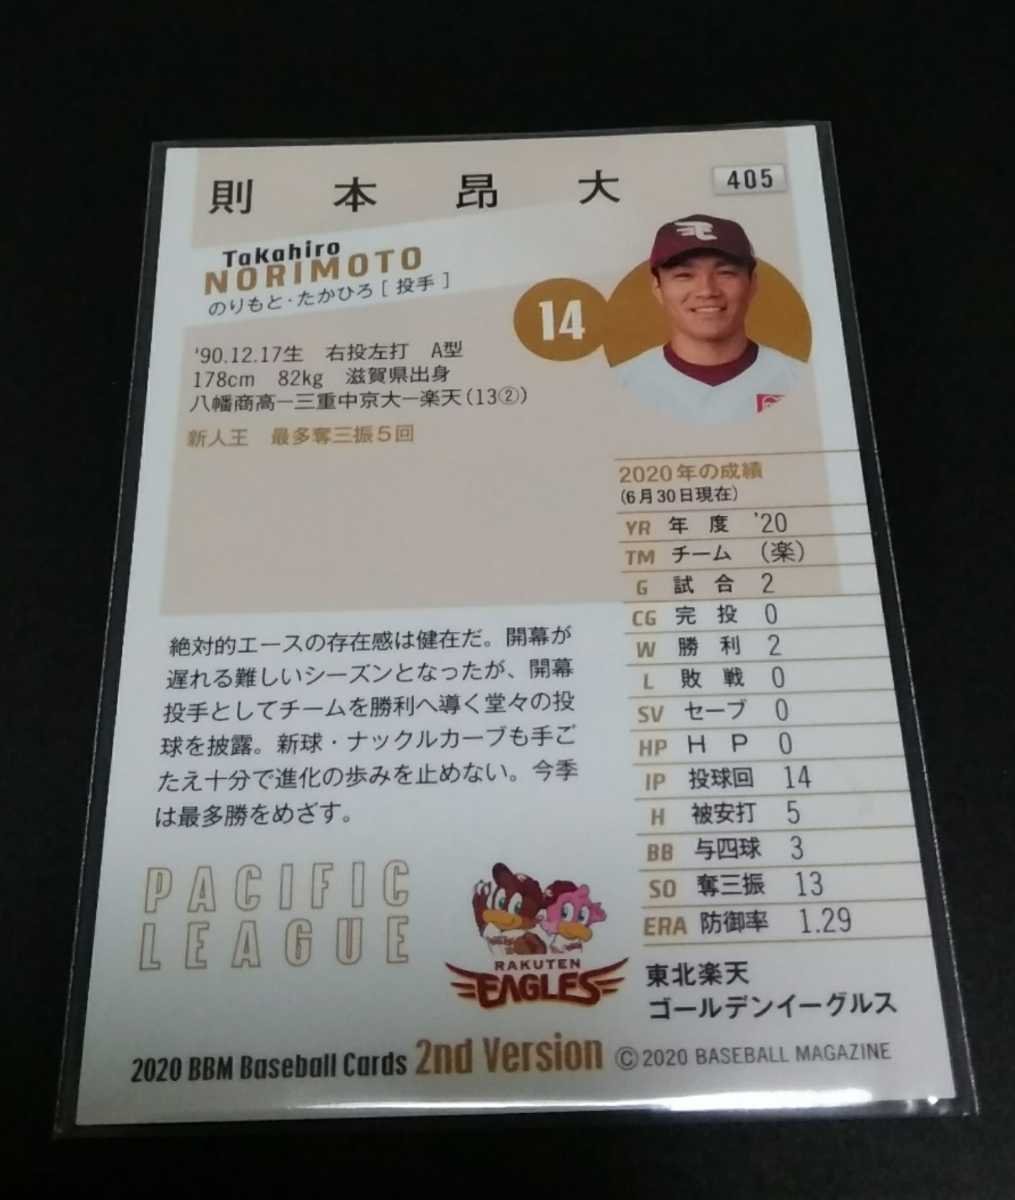 則本昂大
405
Takahiro
NORIMOTO
のりもと・たかひろ［投手］
14
'90.12.17生　右投左打　A型
178cm　82kg　滋賀県出身
八幡商高ー三重中京大ー楽天（13②）
新人王　最多奪三振５回
2020年の成績
(６月30日現在)
YR 年度 '20
TM チーム （楽）
G 試合 2
CG 完投 0
W 勝利 2
L 敗戦 0
SV セーブ 0
HP ＨＰ 0
IP 投球回 14
H 被安打 5
BB 与四球 3
SO 奪三振 13
ERA 防御率 1.29
絶対的エースの存在感は健在だ。開幕が
遅れる難しいシーズンとなったが、開幕
投手としてチームを勝利へ導く堂々の投
球を披露。新球・ナックルカーブも手ご
たえ十分で進化の歩みを止めない。今季
は最多勝をめざす。
PACIFIC
LEAGUE
RAKUTEN
EAGLES
東北楽天
ゴールデンイーグルス
2020 BBM Baseball Cards 2nd Version ©2020 BASEBALL MAGAZINE